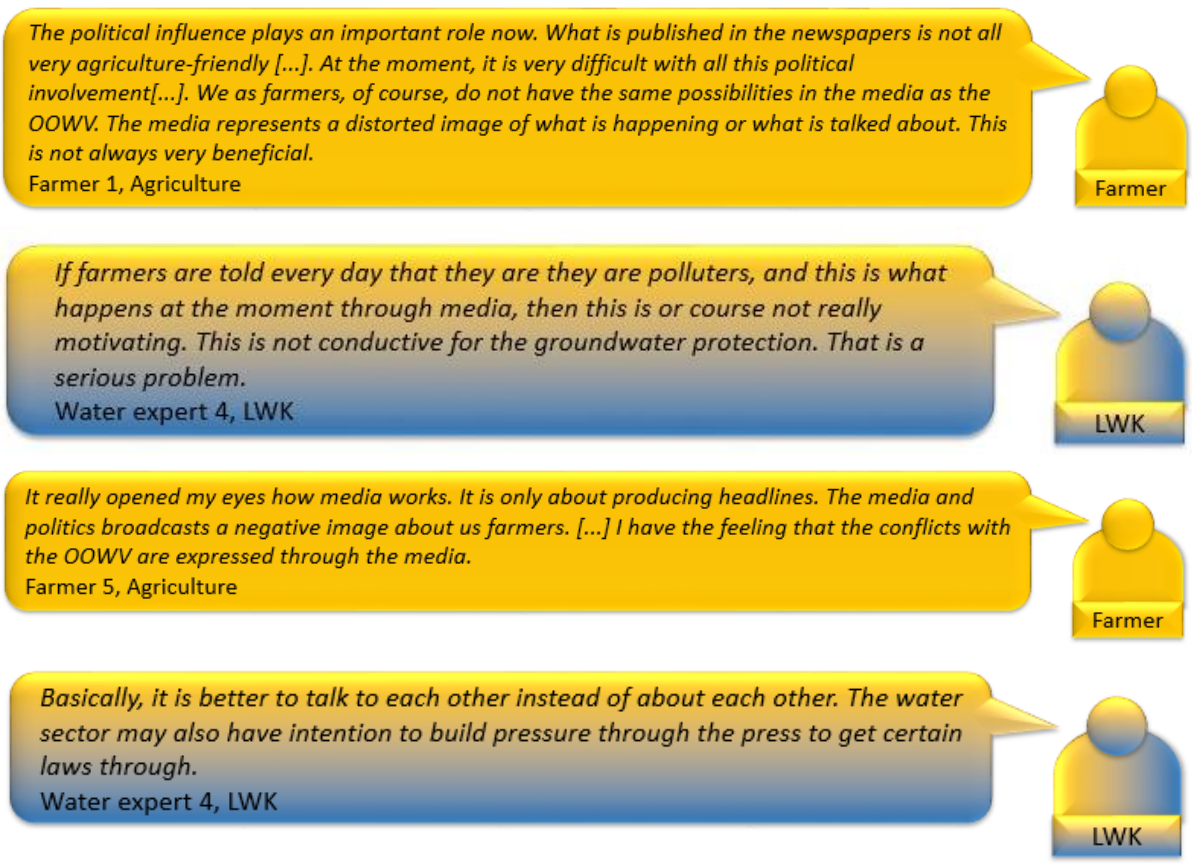 The political influence plays an important role now. What is published in the newspapers is not all
very agriculture-friendly [...]. At the moment, it is very difficult with all this political
involvement[...]. We as farmers, of course, do not have the same possibilities in the media as the
OOWV. The media represents a distorted image of what is happening or what is talked about. This
is not always very beneficial.
Farmer 1, Agriculture
Farmer
If farmers are told every day that they are they are polluters, and this is what
happens at the moment through media, then this is or course not really
motivating. This is not conductive for the groundwater protection. That is a
serious problem.
Water expert 4, LWK
LWK
It really opened my eyes how media works. It is only about producing headlines. The media and
politics broadcasts a negative image about us farmers. [...] I have the feeling that the conflicts with
the OOWV are expressed through the media.
Farmer 5, Agriculture
Farmer
Basically, it is better to talk to each other instead of about each other. The water
sector may also have intention to build pressure through the press to get certain
laws through.
Water expert 4, LWK
LWK